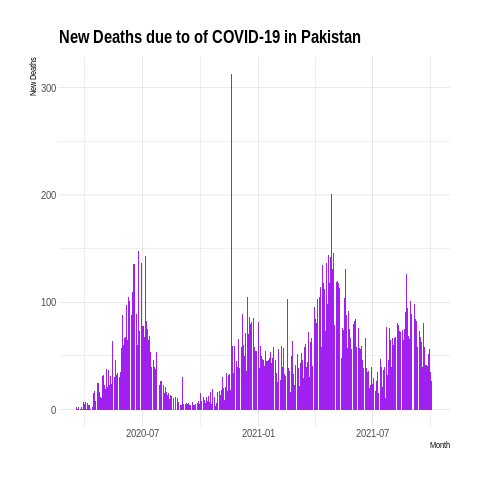 New Deaths due to of COVID-19 in Pakistan
New Deaths
300
200
100
0
2020-07
2021-01
2021-07
Month